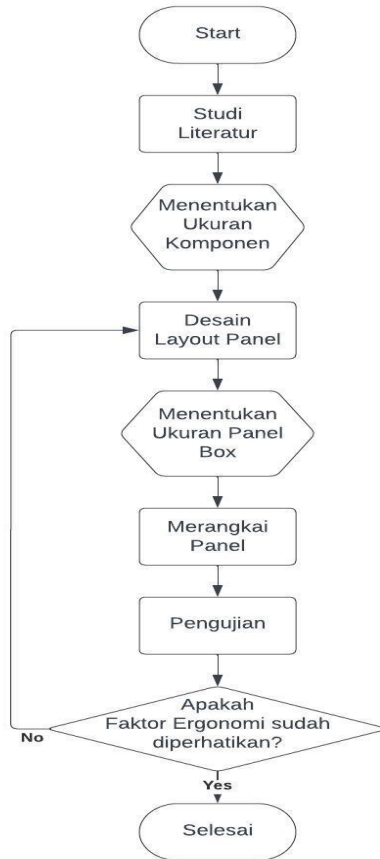 Start
Studi
Literatur
Menentukan
Ukuran
Komponen
Desain
Layout Panel
Menentukan
Ukuran Panel
Box
Merangkai
Panel
Pengujian
Apakah
Faktor Ergonomi sudah
diperhatikan?
No
Yes
Selesai